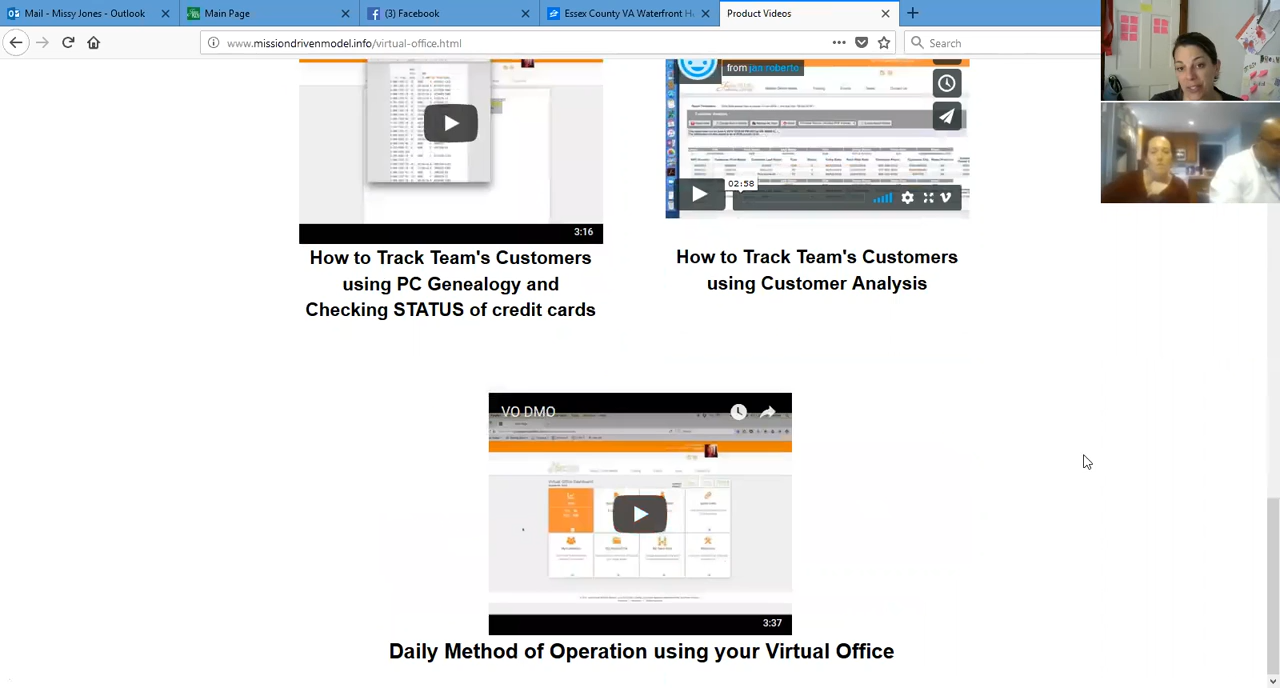 Mail - Missy Jones - Outlook
Main Page
(3) Facebook
Essex County VA Waterfront H
Product Videos
www.missiondrivenmodel.info/virtual-office.html
Search
from jan roberto
02:58
3:16
How to Track Team's Customers
using PC Genealogy and
Checking STATUS of credit cards
How to Track Team's Customers
using Customer Analysis
VO DMO
3:37
Daily Method of Operation using your Virtual Office